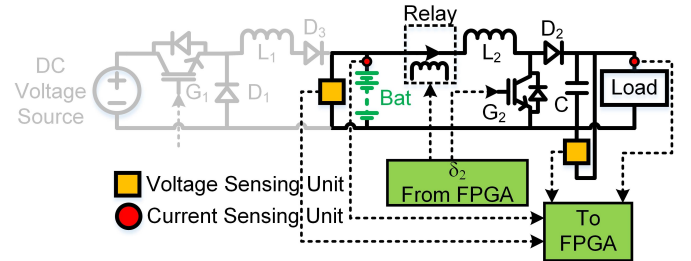 DC
Voltage
Source
G1
D1
L1
D3
Relay
Bat
L2
D2
G2
C
Load
δ2
From FPGA
To
FPGA
Voltage Sensing Unit
Current Sensing Unit